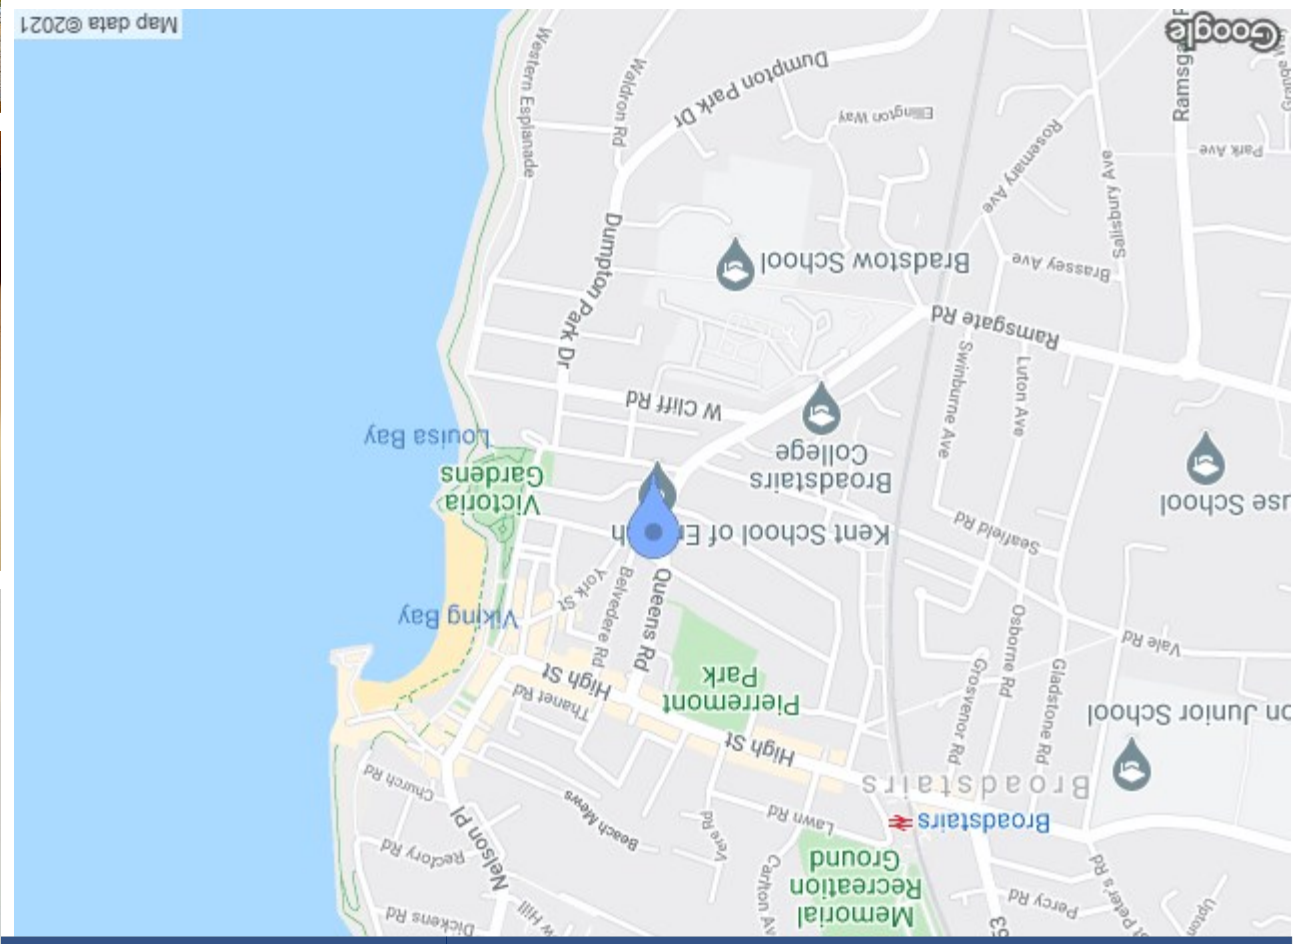 Dickens Rd
W Hill
Percy Rd
Upton
Memorial
Recreation
Ground
Rectory Rd
Nelson Pl
Carlton Av
St Peter's Rd
Church Rd
Beach Mews
Vere Rd
Lawn Rd
Broadstairs
Broadstairs
High St
on Junior School
Thanet Rd
High St
Pierremont
Park
Grosvenor Rd
Osborne Rd
Gladstone Rd
Vale Rd
Viking Bay
York St
Belvedere Rd
Queens Rd
Kent School of En
h
Seafield Rd
Victoria
Gardens
Broadstairs
College
use School
Louisa Bay
W Cliff Rd
Swinburne Ave
Luton Ave
Ramsgate Rd
Dumpton Park Dr
Bradstow School
Brassey Ave
Salisbury Ave
Rosemary Ave
Park Ave
Ellington Way
Western Esplanade
Waldron Rd
Dumpton Park Dr
Ramsga
Google
Map data ©2021